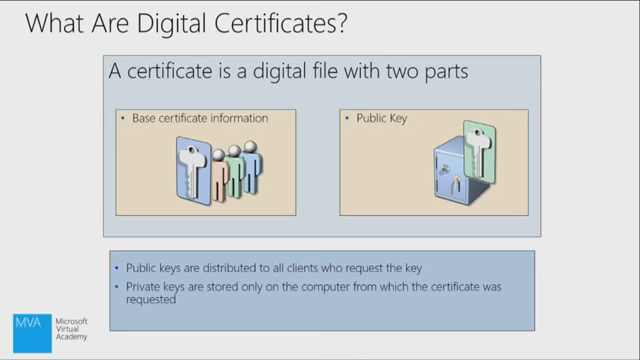 What Are Digital Certificates?
A certificate is a digital file with two parts
• Base certificate information
• Public Key
• Public keys are distributed to all clients who request the key
• Private keys are stored only on the computer from which the certificate was
requested
MVA
Microsoft
Virtual
Academy